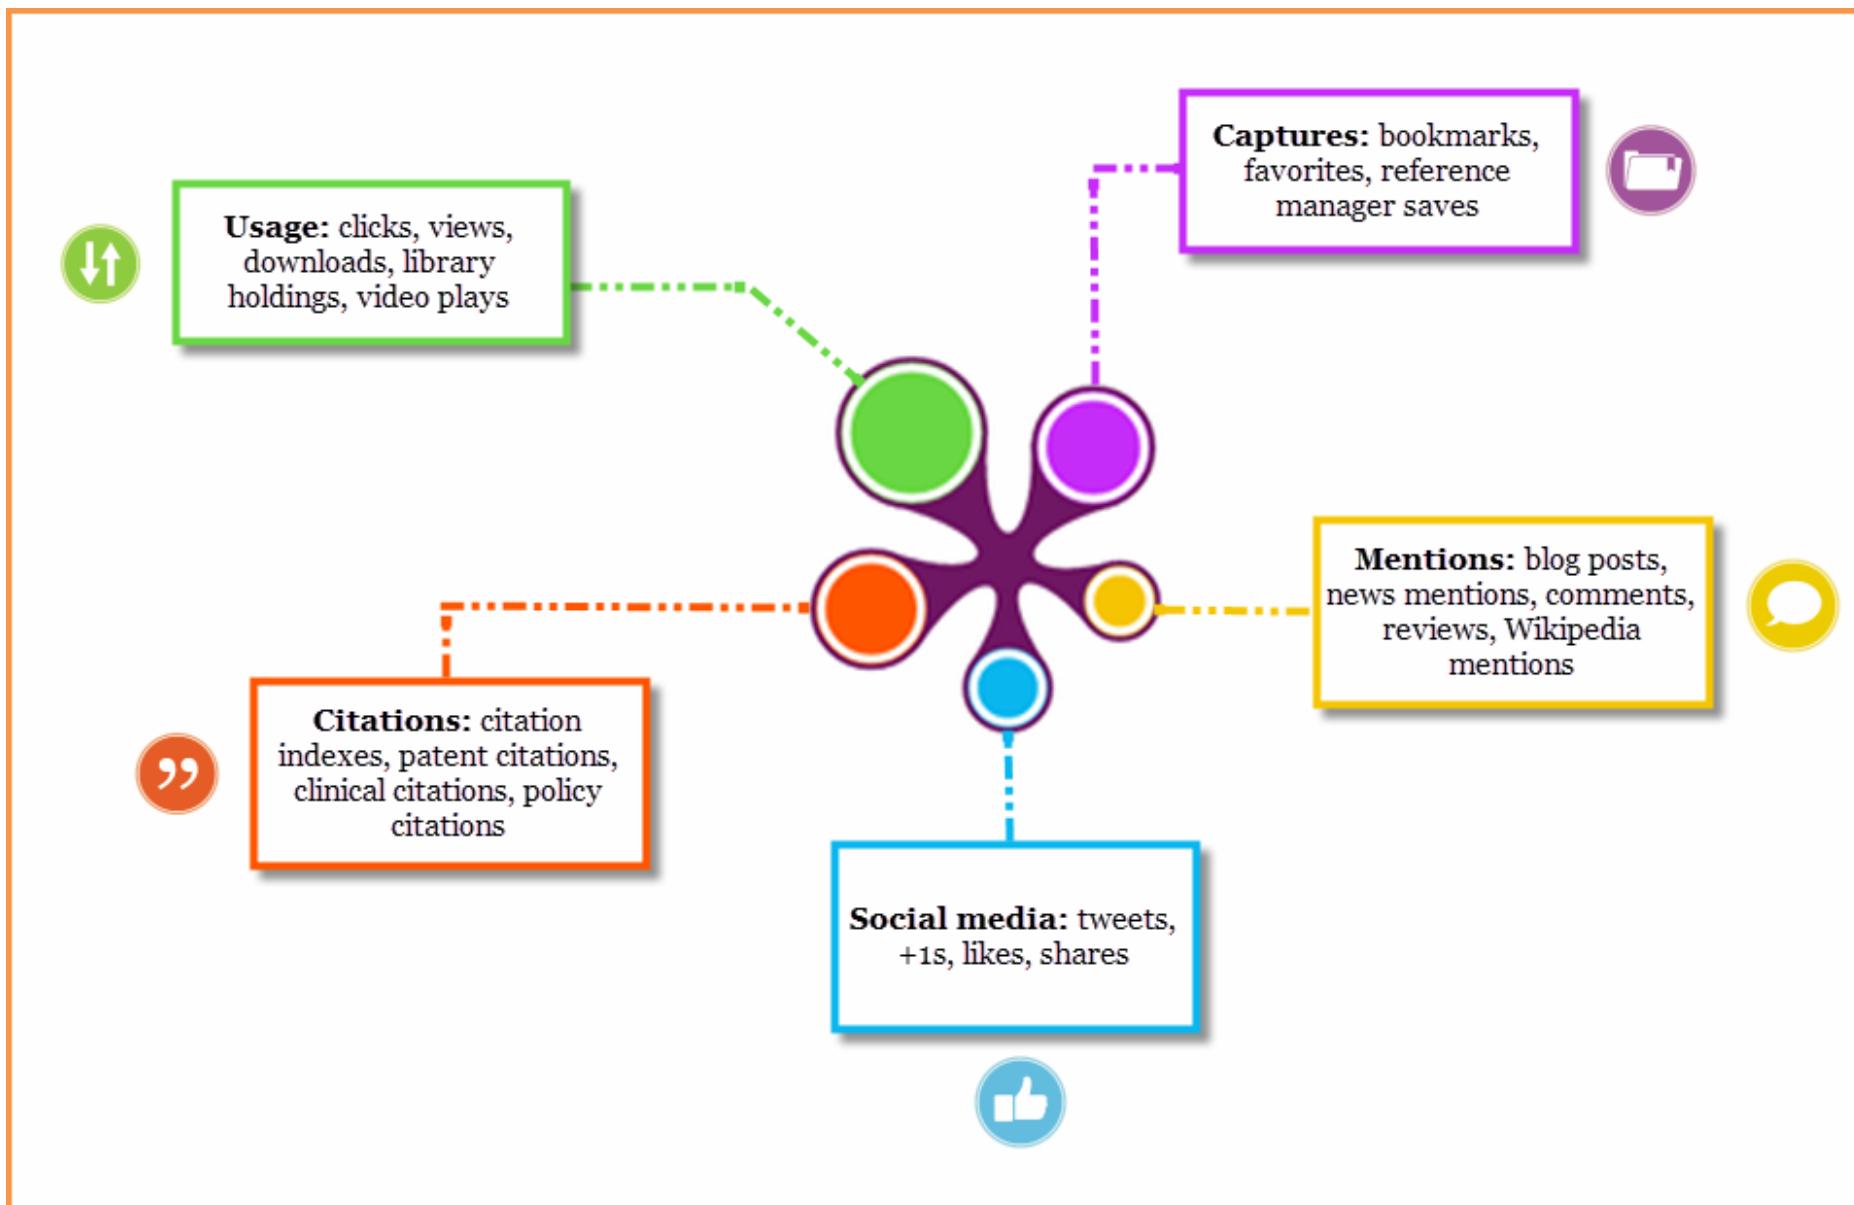 Usage: clicks, views,
downloads, library
holdings, video plays
Captures: bookmarks,
favorites, reference
manager saves
Mentions: blog posts,
news mentions, comments,
reviews, Wikipedia
mentions
Citations: citation
indexes, patent citations,
clinical citations, policy
citations
Social media: tweets,
+1s, likes, shares